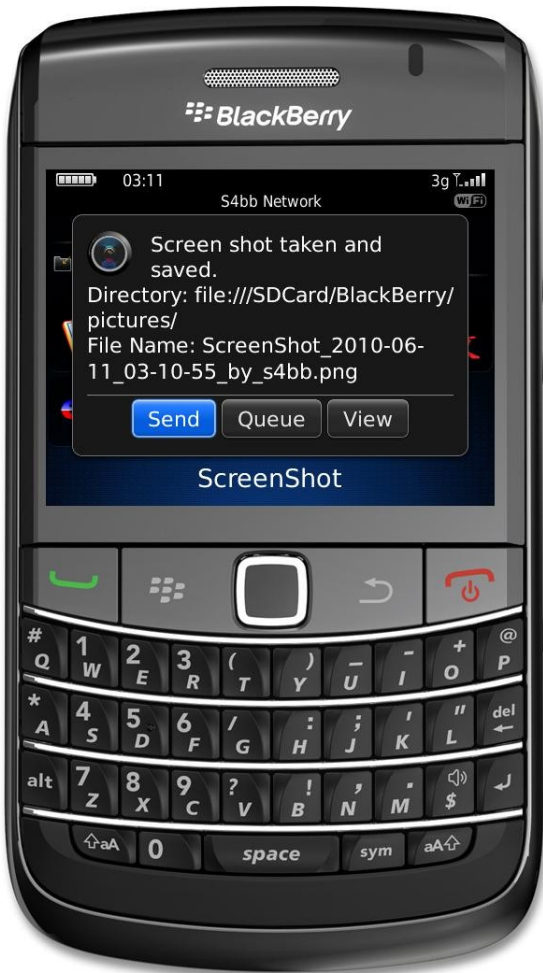 BlackBerry
03:11
3g
S4bb Network
WiFi
Screen shot taken and
saved.
Directory: file:///SDCard/BlackBerry/
pictures/
File Name: ScreenShot_2010-06-
11_03-10-55_by_s4bb.png
Send Queue View
ScreenShot
# 1 2 3 ( ) _ - + @
Q W E R T Y U I O P
* 4 5 6 / : ; ' " del
A S D F G H J K L
alt 7 8 9 ? ! , .
Z X C V B N M $
aA 0 space sym aA